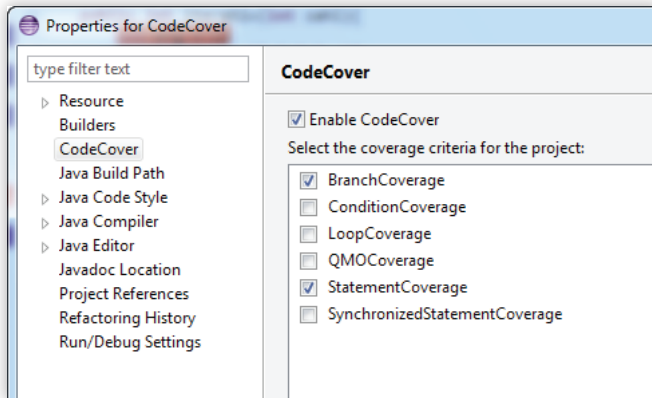 Properties for CodeCover
type filter text
Resource
Builders
CodeCover
Java Build Path
Java Code Style
Java Compiler
Java Editor
Javadoc Location
Project References
Refactoring History
Run/Debug Settings
CodeCover
Enable CodeCover
Select the coverage criteria for the project:
BranchCoverage
ConditionCoverage
LoopCoverage
QMOCoverage
StatementCoverage
SynchronizedStatementCoverage